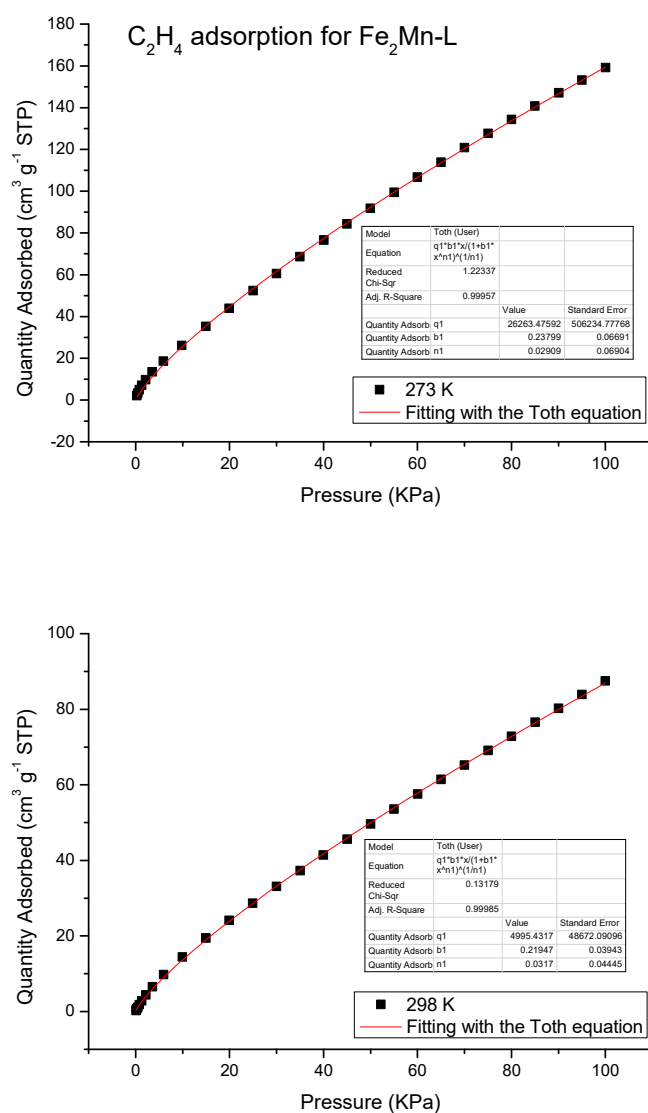 C₂H₄ adsorption for Fe₂Mn-L
180
160
140
120
100
80
60
40
20
0
-20
Quantity Adsorbed (cm³ g⁻¹ STP)
Model Toth (User)
Equation q1*b1*x/(1+b1*
x^n1)^(1/n1)
Reduced
Chi-Sqr 1.22337
Adj. R-Square 0.99957
Value Standard Error
Quantity Adsorb q1 26263.47592 506234.77768
Quantity Adsorb b1 0.23799 0.06691
Quantity Adsorb n1 0.02909 0.06904
273 K
Fitting with the Toth equation
0 20 40 60 80 100
Pressure (KPa)
100
80
60
40
20
0
Quantity Adsorbed (cm³ g⁻¹ STP)
Model Toth (User)
Equation q1*b1*x/(1+b1*
x^n1)^(1/n1)
Reduced
Chi-Sqr 0.13179
Adj. R-Square 0.99985
Value Standard Error
Quantity Adsorb q1 4995.4317 48672.09096
Quantity Adsorb b1 0.21947 0.03943
Quantity Adsorb n1 0.0317 0.04445
298 K
Fitting with the Toth equation
0 20 40 60 80 100
Pressure (KPa)